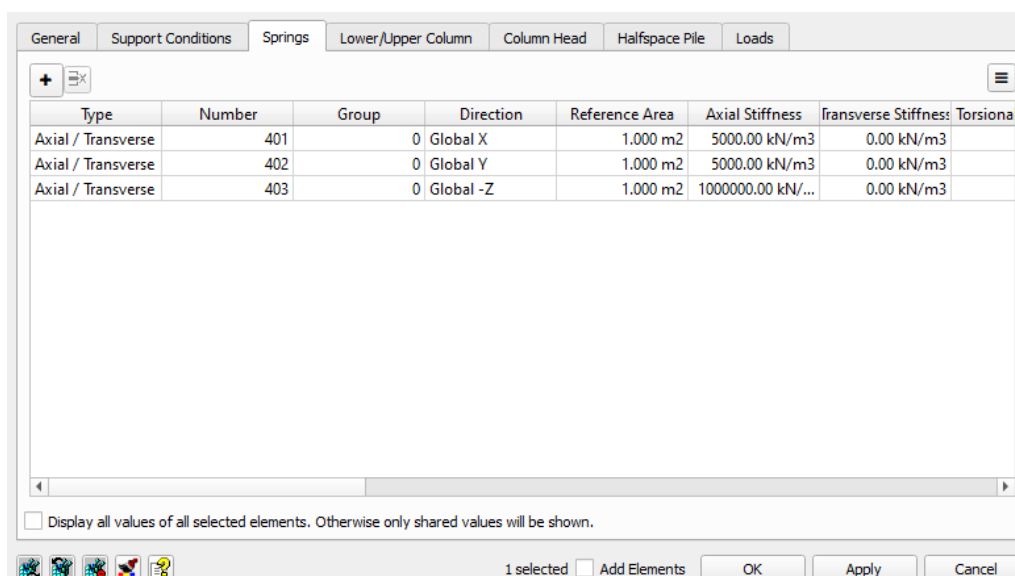 General Support Conditions Springs Lower/Upper Column Column Head Halfspace Pile Loads
Type Number Group Direction Reference Area Axial Stiffness Transverse Stiffness Torsiona
Axial / Transverse 401 0 Global X 1.000 m2 5000.00 kN/m3 0.00 kN/m3
Axial / Transverse 402 0 Global Y 1.000 m2 5000.00 kN/m3 0.00 kN/m3
Axial / Transverse 403 0 Global -Z 1.000 m2 1000000.00 kN/... 0.00 kN/m3
Display all values of all selected elements. Otherwise only shared values will be shown.
1 selected Add Elements OK Apply Cancel